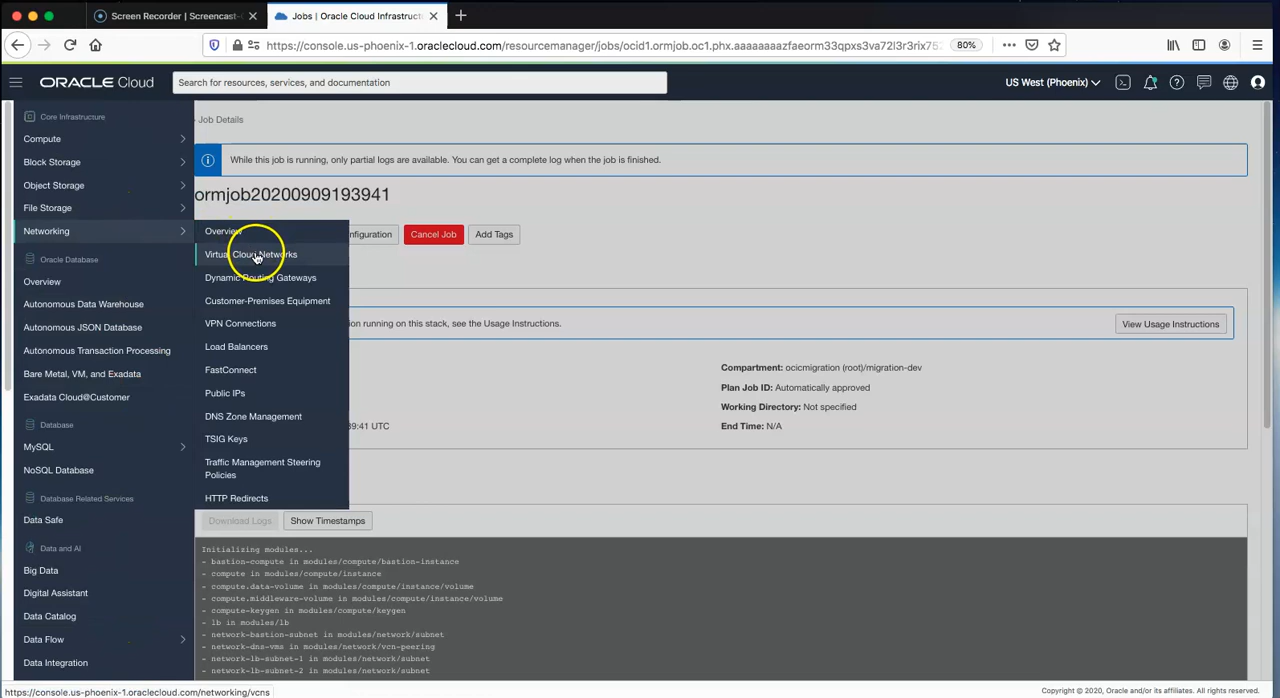 Screen Recorder | Screencast-
Jobs | Oracle Cloud Infrastruct
https://console.us-phoenix-1.oraclecloud.com/resourcemanager/jobs/ocid1.ormjob.oc1.phx.
80%
ORACLE Cloud
Search for resources, services, and documentation
US West (Phoenix)
Core Infrastructure
Compute
Block Storage
Object Storage
File Storage
Networking
Oracle Database
Overview
Autonomous Data Warehouse
Autonomous JSON Database
Autonomous Transaction Processing
Bare Metal, VM, and Exadata
Exadata Cloud@Customer
Database
MySQL
NoSQL Database
Database Related Services
Data Safe
Data and AI
Big Data
Digital Assistant
Data Catalog
Data Flow
Data Integration
Overview
Virtual Cloud Networks
Dynamic Routing Gateways
Customer-Premises Equipment
VPN Connections
Load Balancers
FastConnect
Public IPs
DNS Zone Management
TSIG Keys
Traffic Management Steering
Policies
HTTP Redirects
Job Details
While this job is running, only partial logs are available. You can get a complete log when the job is finished.
ormjob20200909193941
nfiguration
Cancel Job
Add Tags
ion running on this stack, see the Usage Instructions.
View Usage Instructions
Compartment: ocicmigration (root)/migration-dev
Plan Job ID: Automatically approved
Working Directory: Not specified
39:41 UTC
End Time: N/A
Download Logs
Show Timestamps
Initializing modules...
- bastion-compute in modules/compute/bastion-instance
- compute in modules/compute/instance
- compute.data-volume in modules/compute/instance/volume
- compute.middleware-volume in modules/compute/instance/volume
- compute-keygen in modules/compute/keygen
- lb in modules/lb
- network-bastion-subnet in modules/network/subnet
- network-dns-vms in modules/network/vcn-peering
- network-lb-subnet-1 in modules/network/subnet
- network-lb-subnet-2 in modules/network/subnet
https://console.us-phoenix-1.oraclecloud.com/networking/vcns
Copyright © 2020, Oracle and/or its affiliates. All rights reserved.